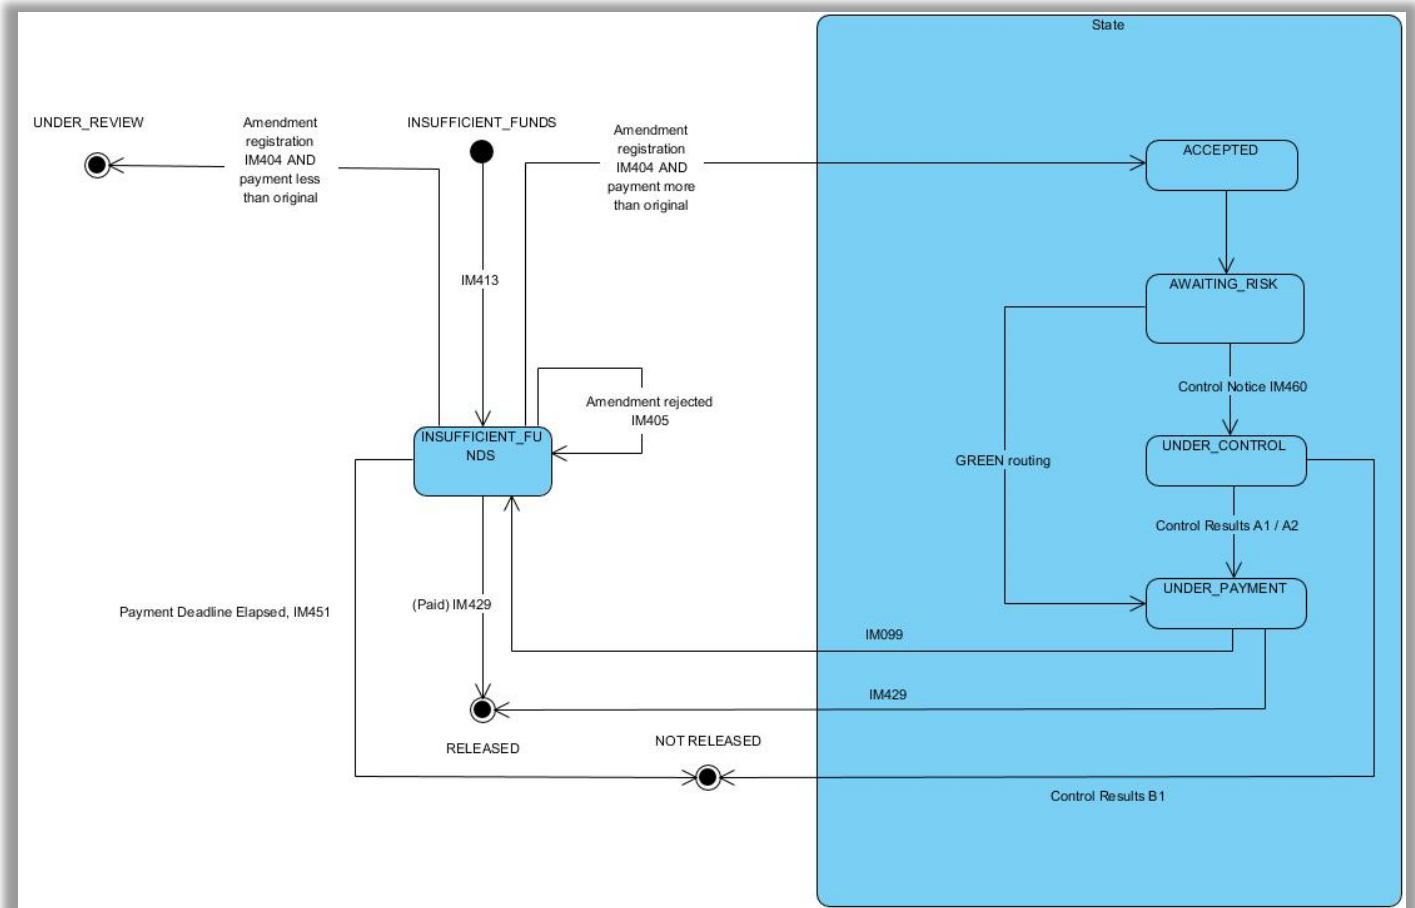 State
UNDER_REVIEW
Amendment
registration
IM404 AND
payment less
than original
INSUFFICIENT_FUNDS
Amendment
registration
IM404 AND
payment more
than original
ACCEPTED
IM413
AWAITING_RISK
Control Notice IM460
Amendment rejected
IM405
INSUFFICIENT_FU
NDS
UNDER_CONTROL
GREEN routing
Control Results A1 / A2
UNDER_PAYMENT
(Paid) IM429
Payment Deadline Elapsed, IM451
IM099
IM429
RELEASED
NOT RELEASED
Control Results B1